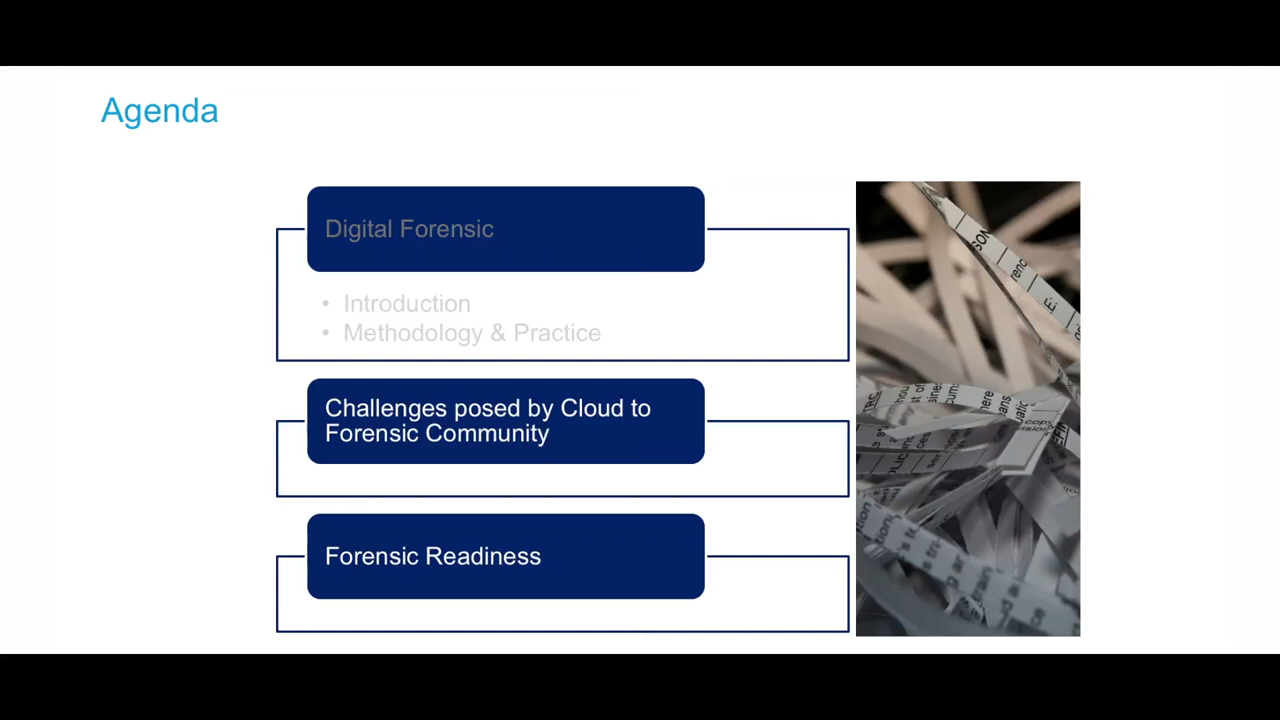 Agenda
Digital Forensic
• Introduction
• Methodology & Practice
Challenges posed by Cloud to
Forensic Community
Forensic Readiness